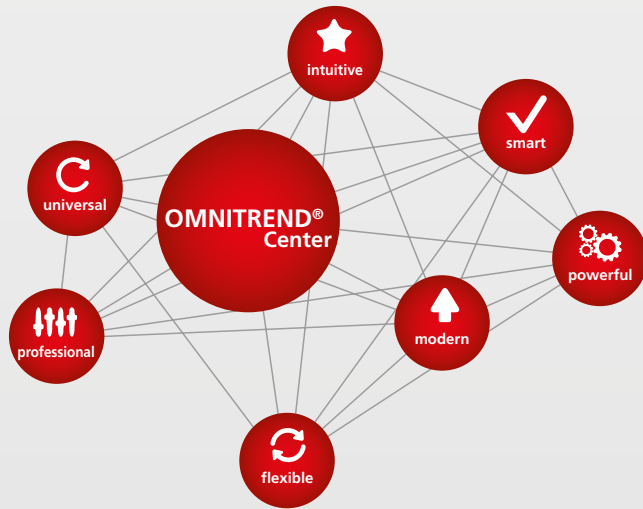 intuitive
smart
universal
OMNITREND®
Center
powerful
modern
professional
flexible